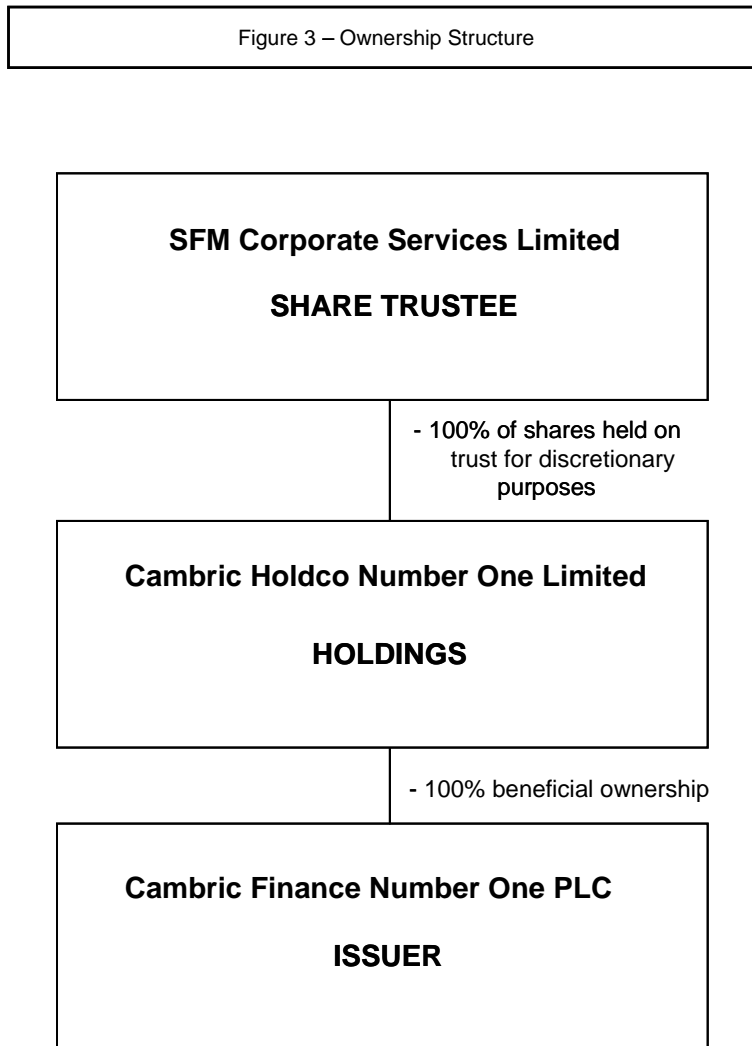 Figure 3 – Ownership Structure
SFM Corporate Services Limited
SHARE TRUSTEE
- 100% of shares held on
trust for discretionary
purposes
Cambric Holdco Number One Limited
HOLDINGS
- 100% beneficial ownership
Cambric Finance Number One PLC
ISSUER